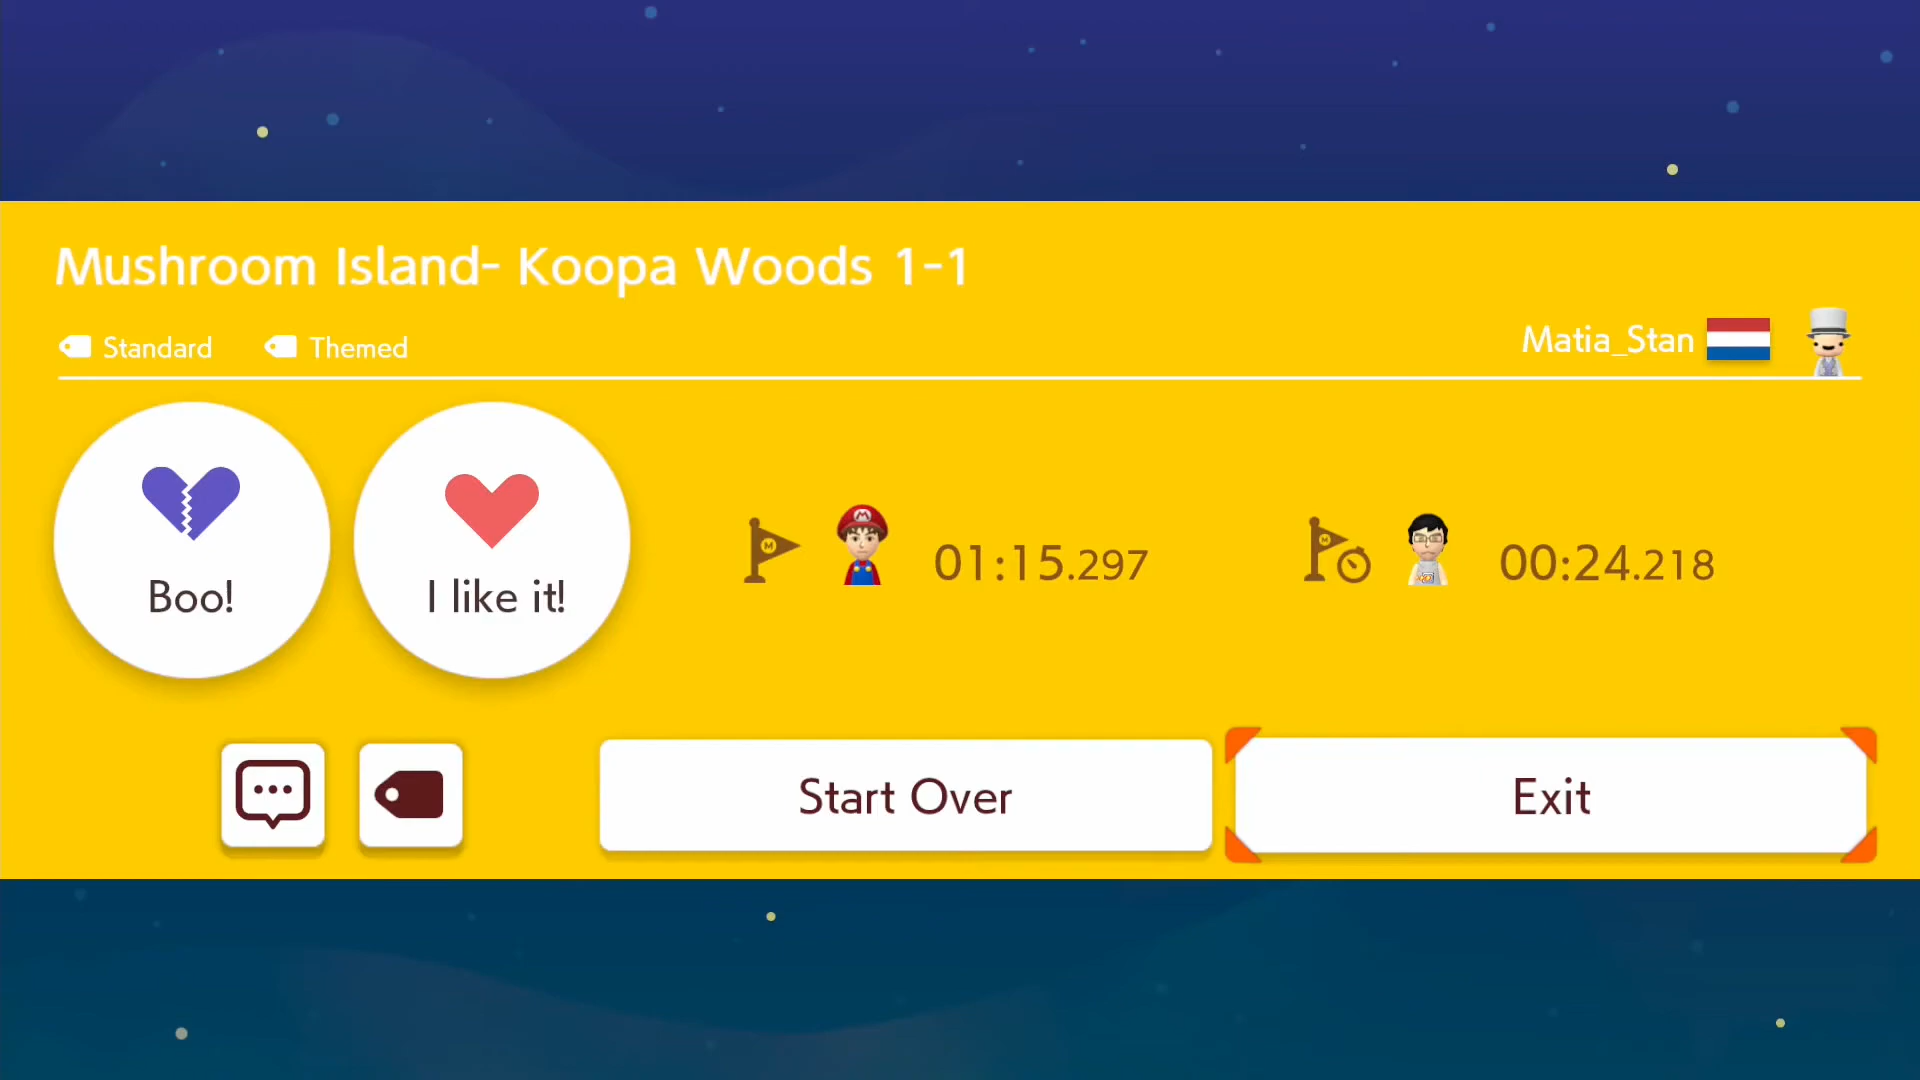 Mushroom Island- Koopa Woods 1-1
Standard Themed
Matia_Stan
Boo!
I like it!
M
01:15.297
M
00:24.218
Start Over
Exit